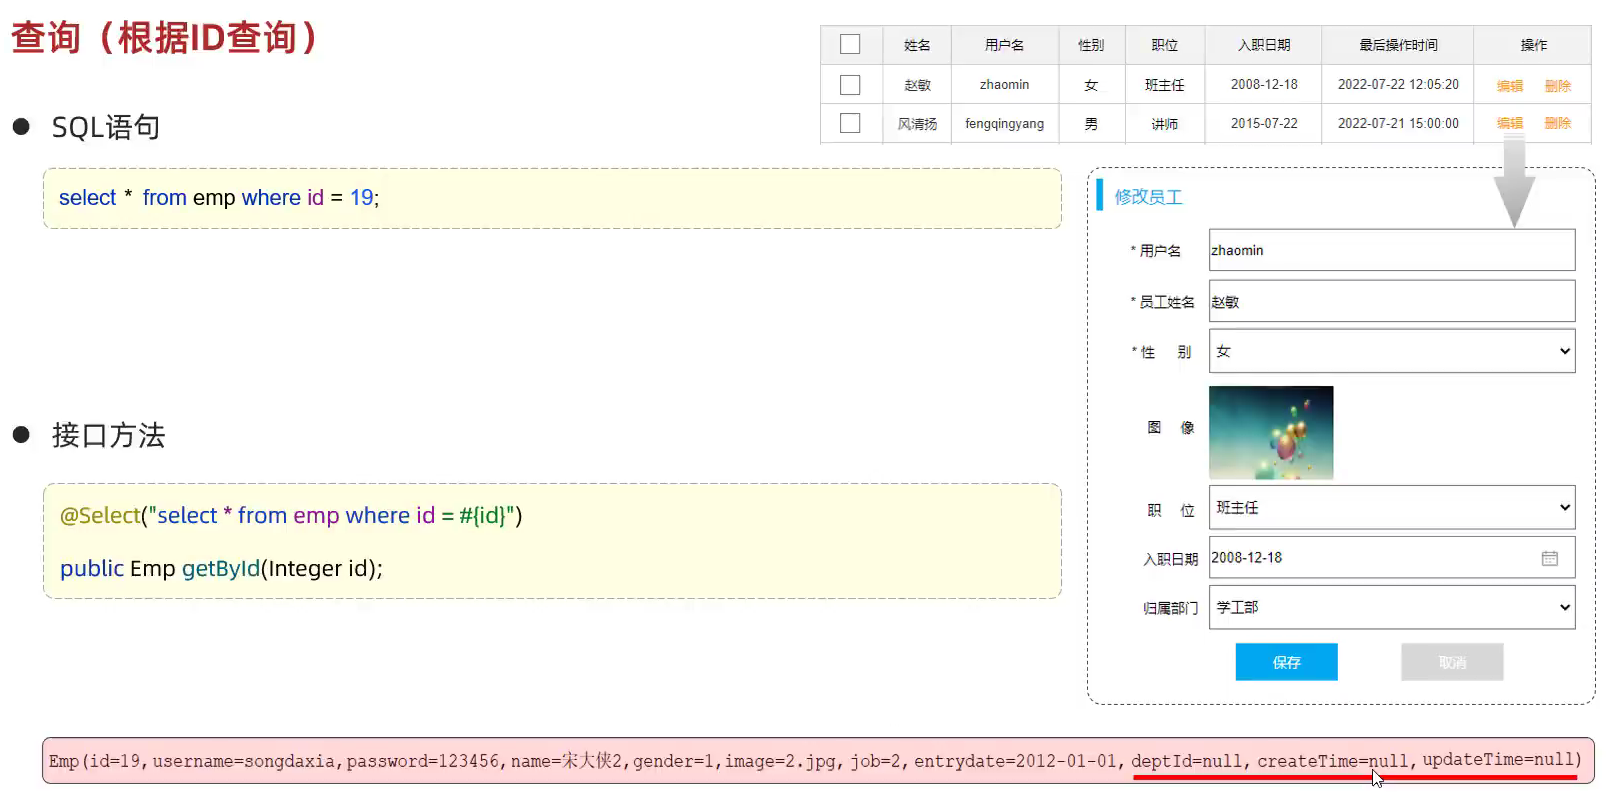 查询（根据ID查询）
● SQL语句
select * from emp where id = 19;
● 接口方法
@Select("select * from emp where id = #{id}")
public Emp getById(Integer id);
姓名 用户名 性别 职位 入职日期 最后操作时间 操作
赵敏 zhaomin 女 班主任 2008-12-18 2022-07-22 12:05:20 编辑 删除
风清扬 fengqingyang 男 讲师 2015-07-22 2022-07-21 15:00:00 编辑 删除
修改员工
* 用户名 zhaomin
* 员工姓名 赵敏
* 性 别 女
图 像
职 位 班主任
入职日期 2008-12-18
归属部门 学工部
保存 取消
Emp(id=19,username=songdaxia,password=123456,name=宋大侠2,gender=1,image=2.jpg,job=2,entrydate=2012-01-01,deptId=null,createTime=null,updateTime=null)